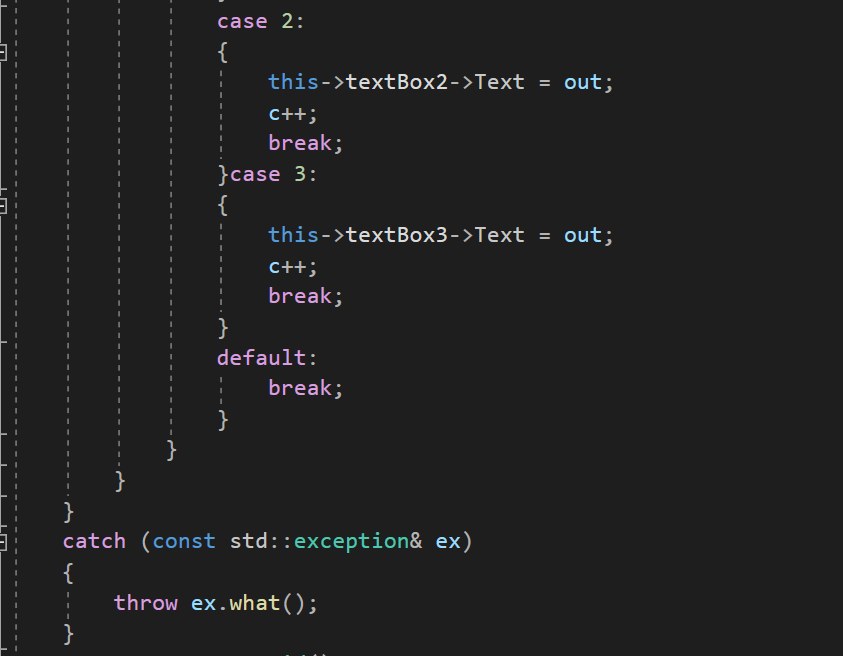 case 2:
{
this->textBox2->Text = out;
c++;
break;
}case 3:
{
this->textBox3->Text = out;
c++;
break;
}
default:
break;
}
}
}
}
catch (const std::exception& ex)
{
throw ex.what();
}